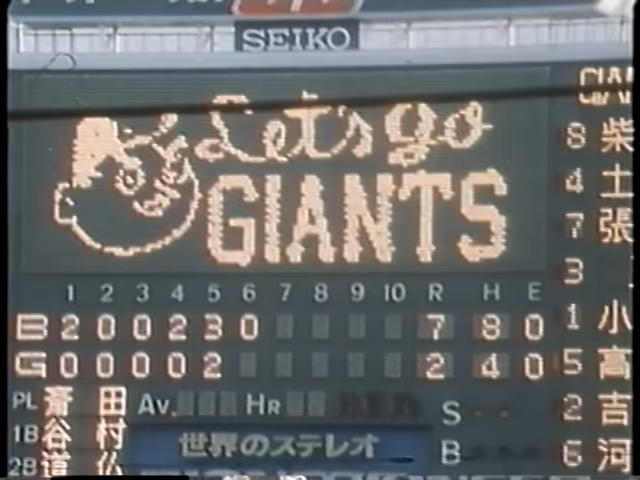 SEIKO
Let's go
GIANTS
1 2 3 4 5 6 7 8 9 10 R H E
B 2 0 0 2 3 0 7 8 0
G 0 0 0 0 2 2 4 0
PL 斎田 Av. HR S
1B 谷村 B
2B 道仏
世界のステレオ
8 柴
4 土
7 張
3
1 小
5 高
2 吉
6 河